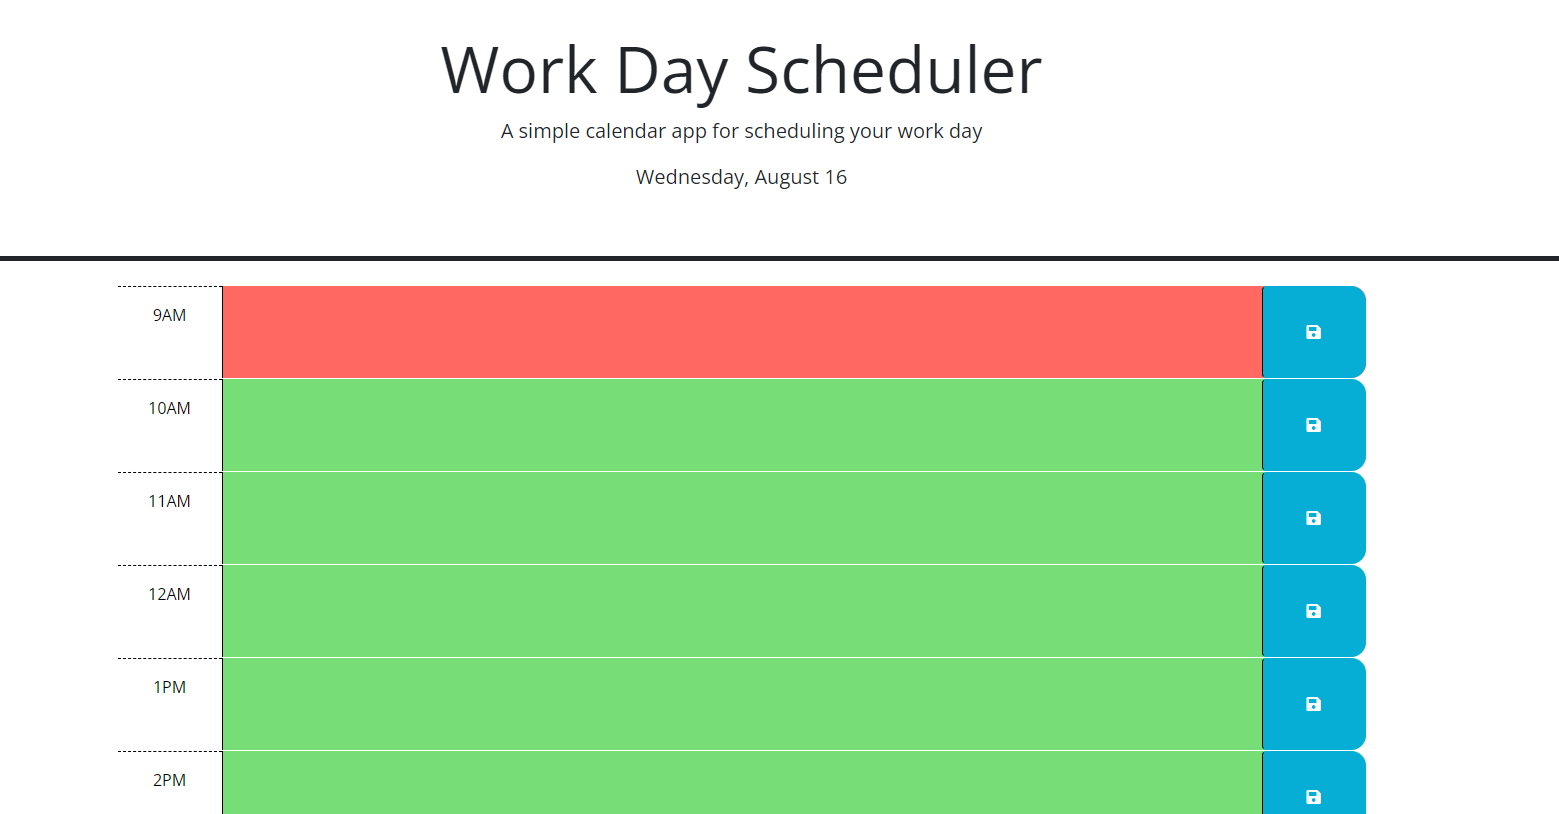 Work Day Scheduler
A simple calendar app for scheduling your work day
Wednesday, August 16
9AM
10AM
11AM
12AM
1PM
2PM